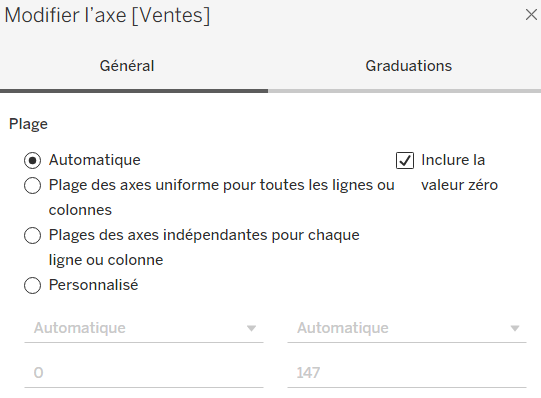 Modifier l'axe [Ventes]
Général
Graduations
Plage
Automatique
Inclure la
valeur zéro
Plage des axes uniforme pour toutes les lignes ou
colonnes
Plages des axes indépendantes pour chaque
ligne ou colonne
Personnalisé
Automatique
Automatique
0
147